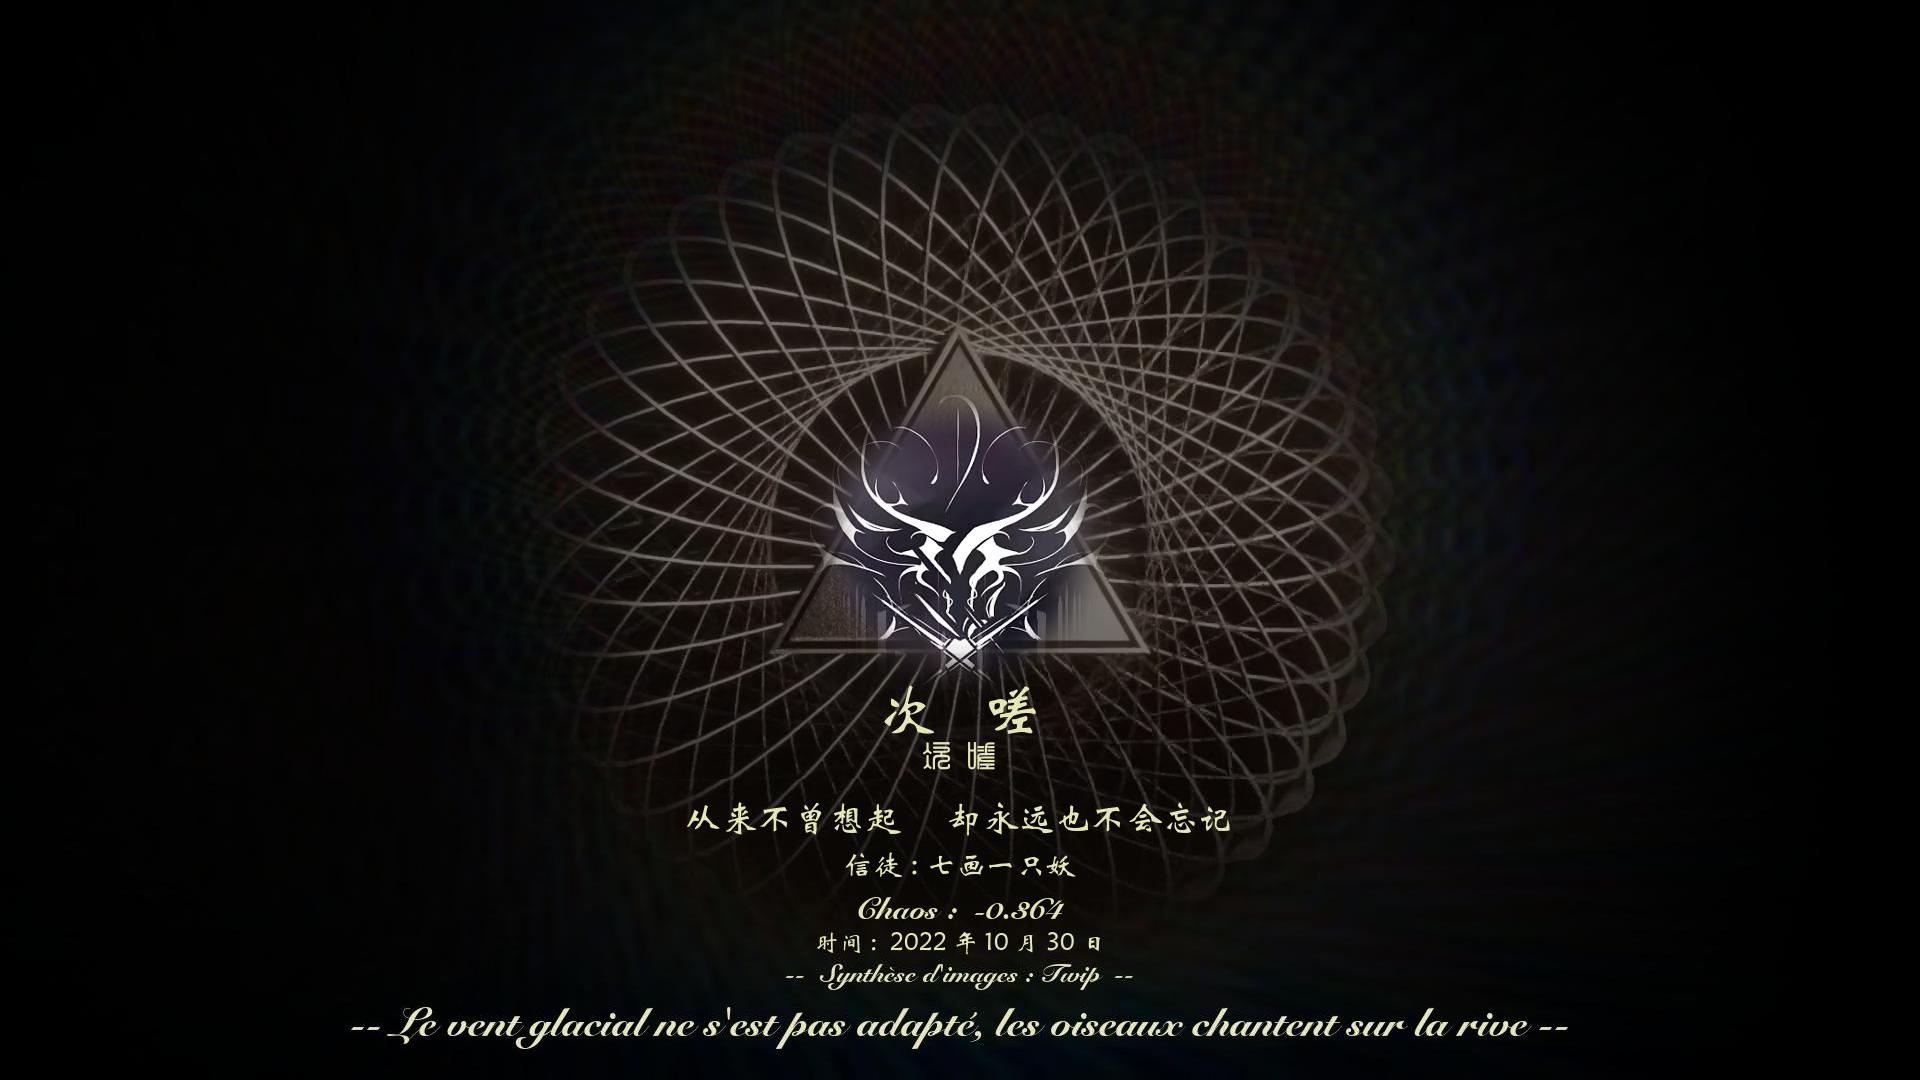 次 嗟
从来不曾想起 却永远也不会忘记
信徒：七画一只妖
Chaos : -0.364
时间：2022 年 10 月 30 日
-- Synthèse d'images : Twip --
-- Le vent glacial ne s'est pas adapté, les oiseaux chantent sur la rive --